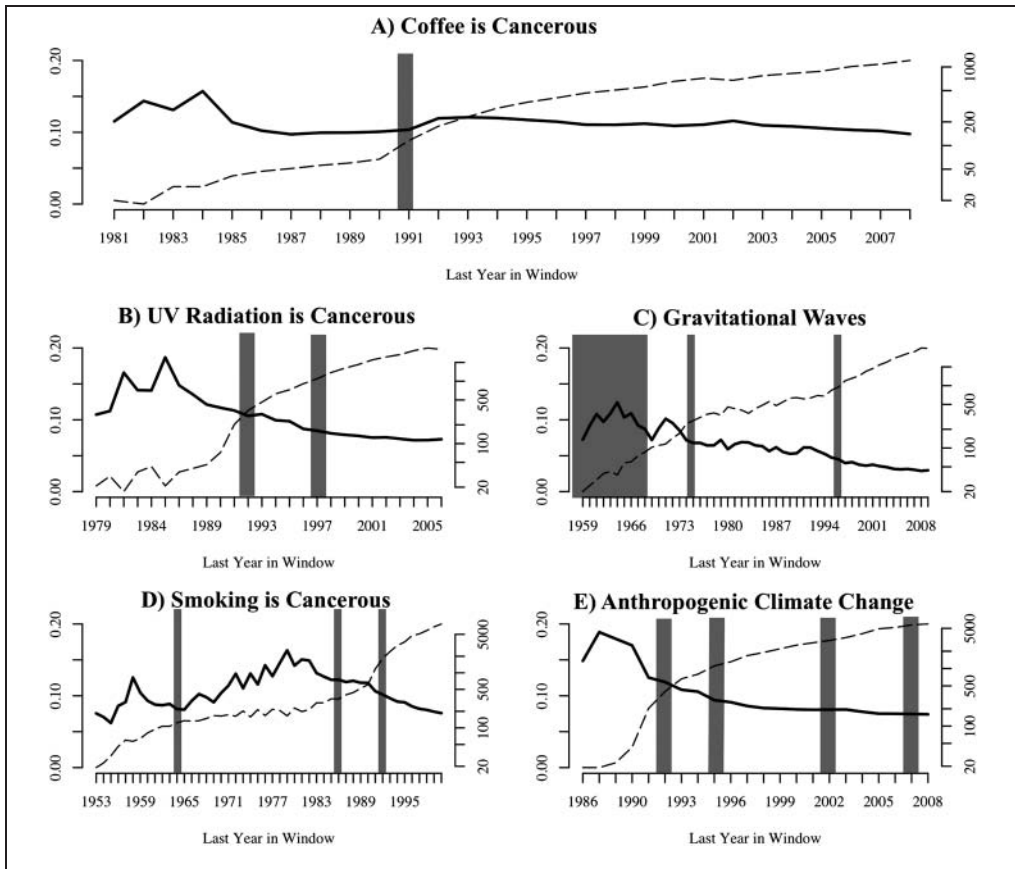 A) Coffee is Cancerous
0.20
0.10
0.00
1000
200
50
20
1981 1983 1985 1987 1989 1991 1993 1995 1997 1999 2001 2003 2005 2007
Last Year in Window
B) UV Radiation is Cancerous
0.20
0.10
0.00
500
100
20
1979 1984 1989 1993 1997 2001 2005
Last Year in Window
C) Gravitational Waves
0.20
0.10
0.00
500
100
20
1959 1966 1973 1980 1987 1994 2001 2008
Last Year in Window
D) Smoking is Cancerous
0.20
0.10
0.00
5000
500
100
20
1953 1959 1965 1971 1977 1983 1989 1995
Last Year in Window
E) Anthropogenic Climate Change
0.20
0.10
0.00
5000
500
100
20
1986 1990 1993 1996 1999 2002 2005 2008
Last Year in Window